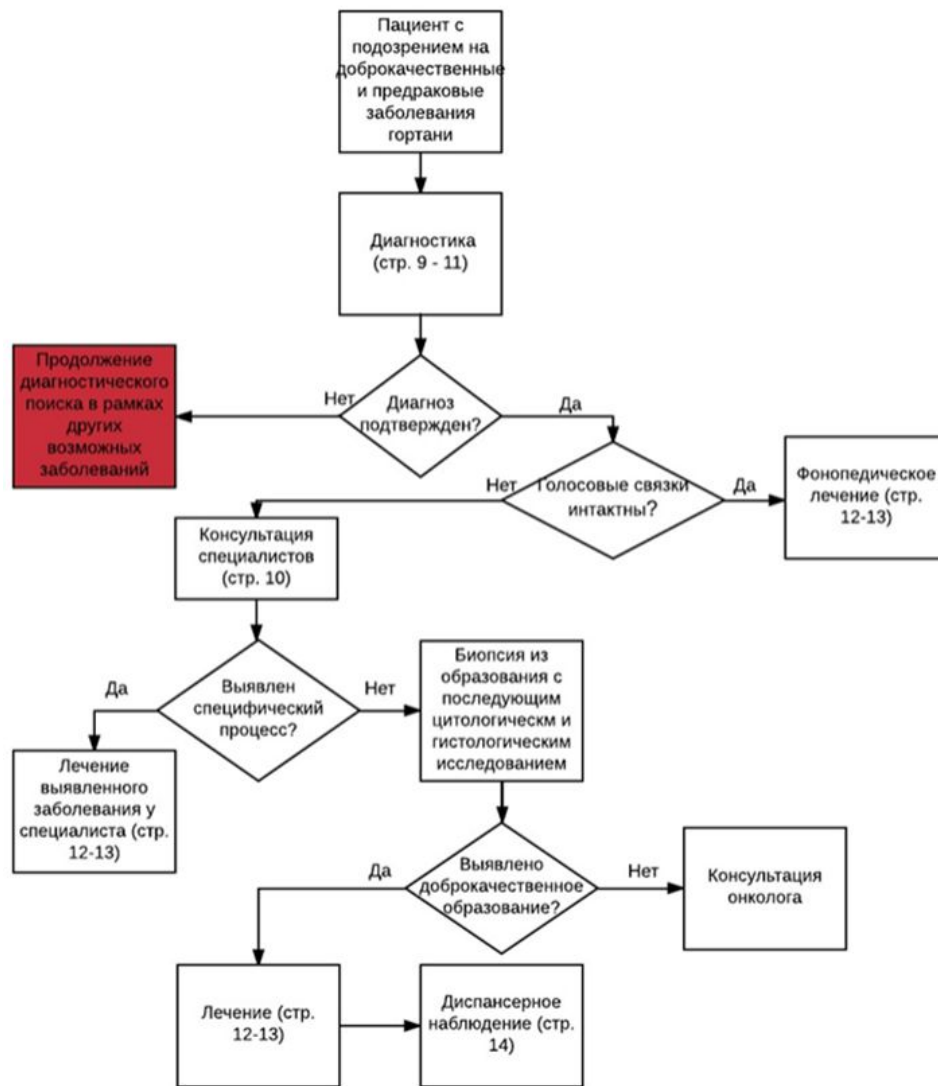 Пациент с
подозрением на
доброкачественные
и предраковые
заболевания
гортани
Диагностика
(стр. 9 - 11)
Продолжение
диагностического
поиска в рамках
других
возможных
заболеваний
Нет
Диагноз
подтвержден?
Да
Нет
Голосовые связки
интактны?
Да
Фонопедическое
лечение (стр.
12-13)
Консультация
специалистов
(стр. 10)
Да
Выявлен
специфический
процесс?
Нет
Биопсия из
образования с
последующим
цитологическм и
гистологическим
исследованием
Лечение
выявленного
заболевания у
специалиста (стр.
12-13)
Да
Выявлено
доброкачественное
образование?
Нет
Консультация
онколога
Лечение (стр.
12-13)
Диспансерное
наблюдение (стр.
14)